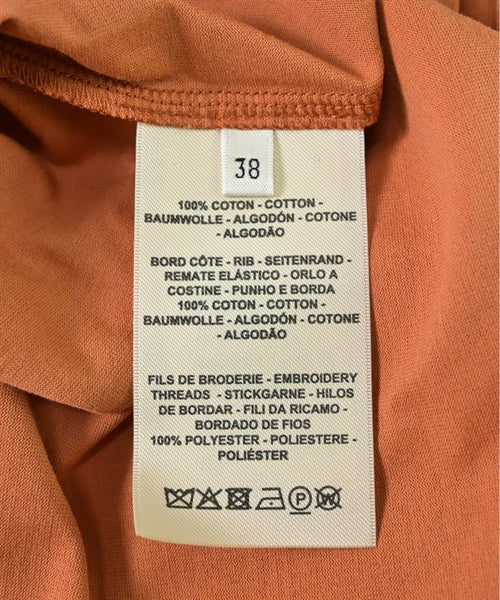 38
100% COTON - COTTON -
BAUMWOLLE - ALGODÓN - COTONE
- ALGODÃO
BORD CÔTE - RIB - SEITENRAND -
REMATE ELÁSTICO - ORLO A
COSTINE - PUNHO E BORDA
100% COTON - COTTON -
BAUMWOLLE - ALGODÓN - COTONE
- ALGODÃO
FILS DE BRODERIE - EMBROIDERY
THREADS - STICKGARNE - HILOS
DE BORDAR - FILI DA RICAMO -
BORDADO DE FIOS
100% POLYESTER - POLIESTERE -
POLIÉSTER
P W